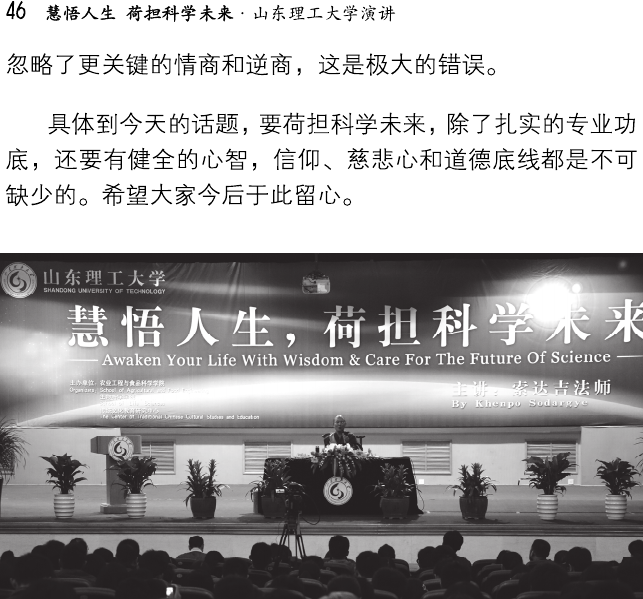 46 慧悟人生 荷担科学未来·山东理工大学演讲
忽略了更关键的情商和逆商，这是极大的错误。
具体到今天的话题，要荷担科学未来，除了扎实的专业功
底，还要有健全的心智，信仰、慈悲心和道德底线都是不可
缺少的。希望大家今后于此留心。
山东理工大学
SHANDONG UNIVERSITY OF TECHNOLOGY
慧悟人生，荷担科学未来
Awaken Your Life With Wisdom & Care For The Future Of Science
主办单位：农业工程与食品科学学院
Organizers: School of Agricultural and Food
主讲：索达吉法师
By Khenpo Sodargye
The Center of Traditional Chinese Cultural Studies and Education